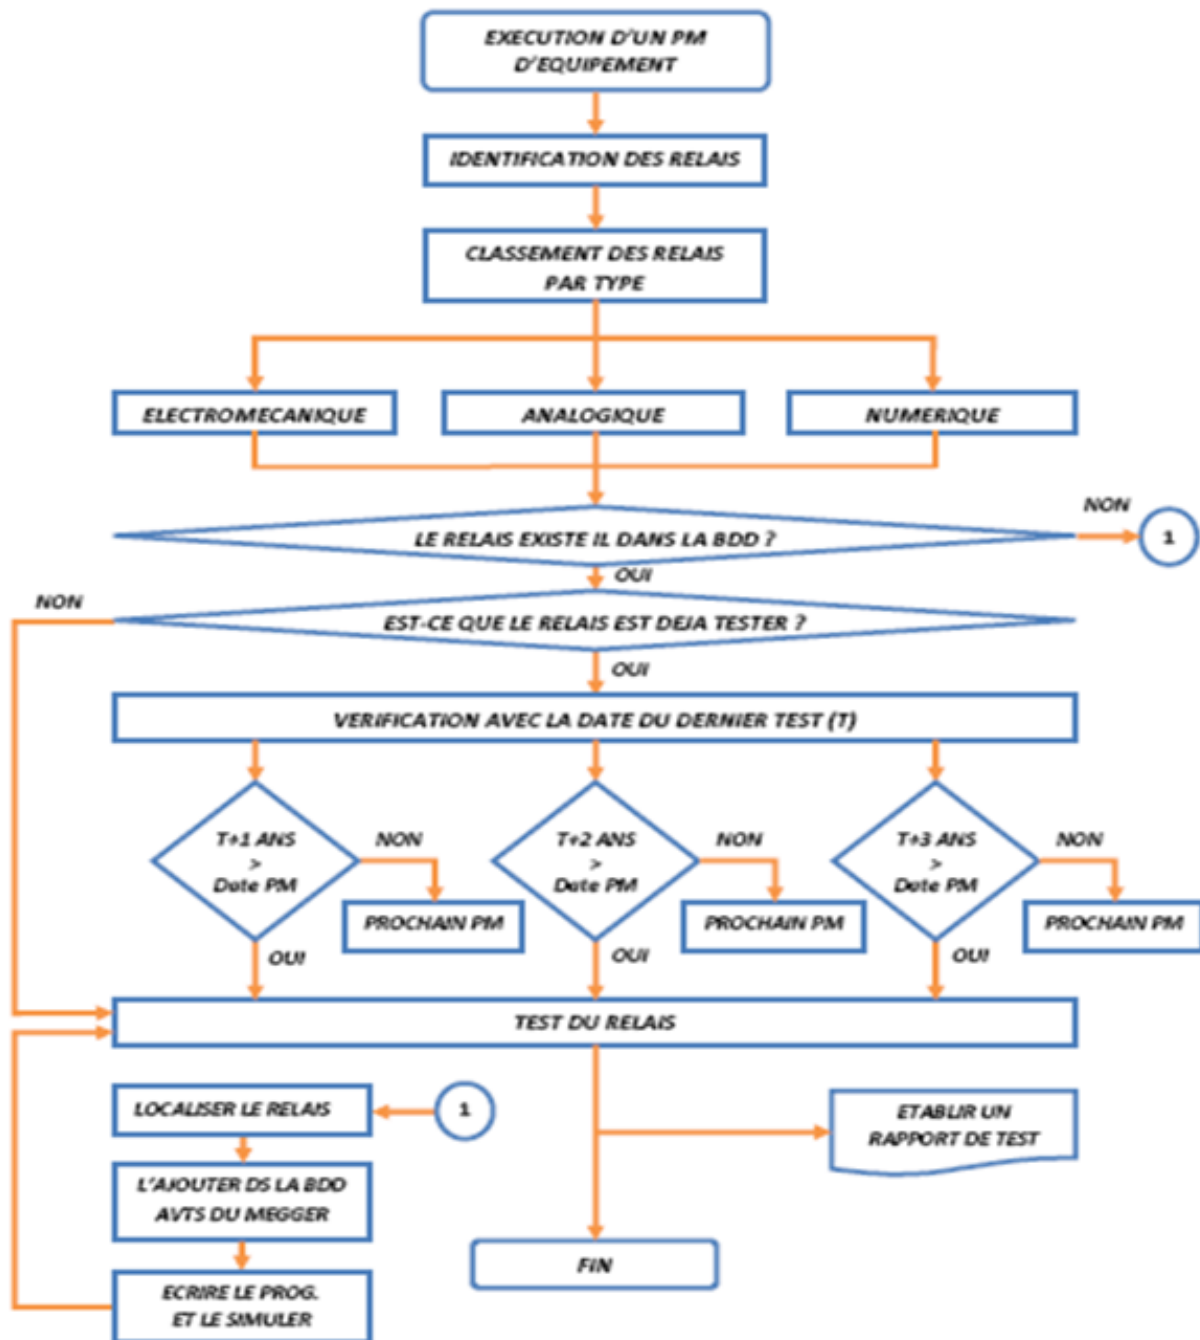 EXECUTION D'UN PM
D'EQUIPEMENT
IDENTIFICATION DES RELAIS
CLASSEMENT DES RELAIS
PAR TYPE
ELECTROMECANIQUE
ANALOGIQUE
NUMERIQUE
NON
LE RELAIS EXISTE IL DANS LA BDD ?
1
OUI
NON
EST-CE QUE LE RELAIS EST DEJA TESTER ?
OUI
VERIFICATION AVEC LA DATE DU DERNIER TEST (T)
T+1 ANS
>
Date PM
NON
PROCHAIN PM
OUI
T+2 ANS
>
Date PM
NON
PROCHAIN PM
OUI
T+3 ANS
>
Date PM
NON
PROCHAIN PM
OUI
TEST DU RELAIS
LOCALISER LE RELAIS
1
ETABLIR UN
RAPPORT DE TEST
L'AJOUTER DS LA BDD
AVTS DU MEGGER
FIN
ECRIRE LE PROG.
ET LE SIMULER